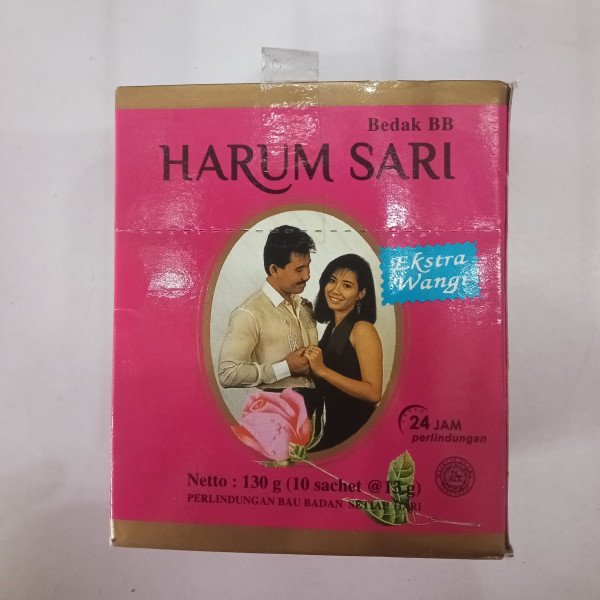 Bedak BB
HARUM SARI
Ekstra
Wangi
24 JAM
perlindungan
Netto : 130 g (10 sachet @13 g)
PERLINDUNGAN BAU BADAN SETIAP HARI